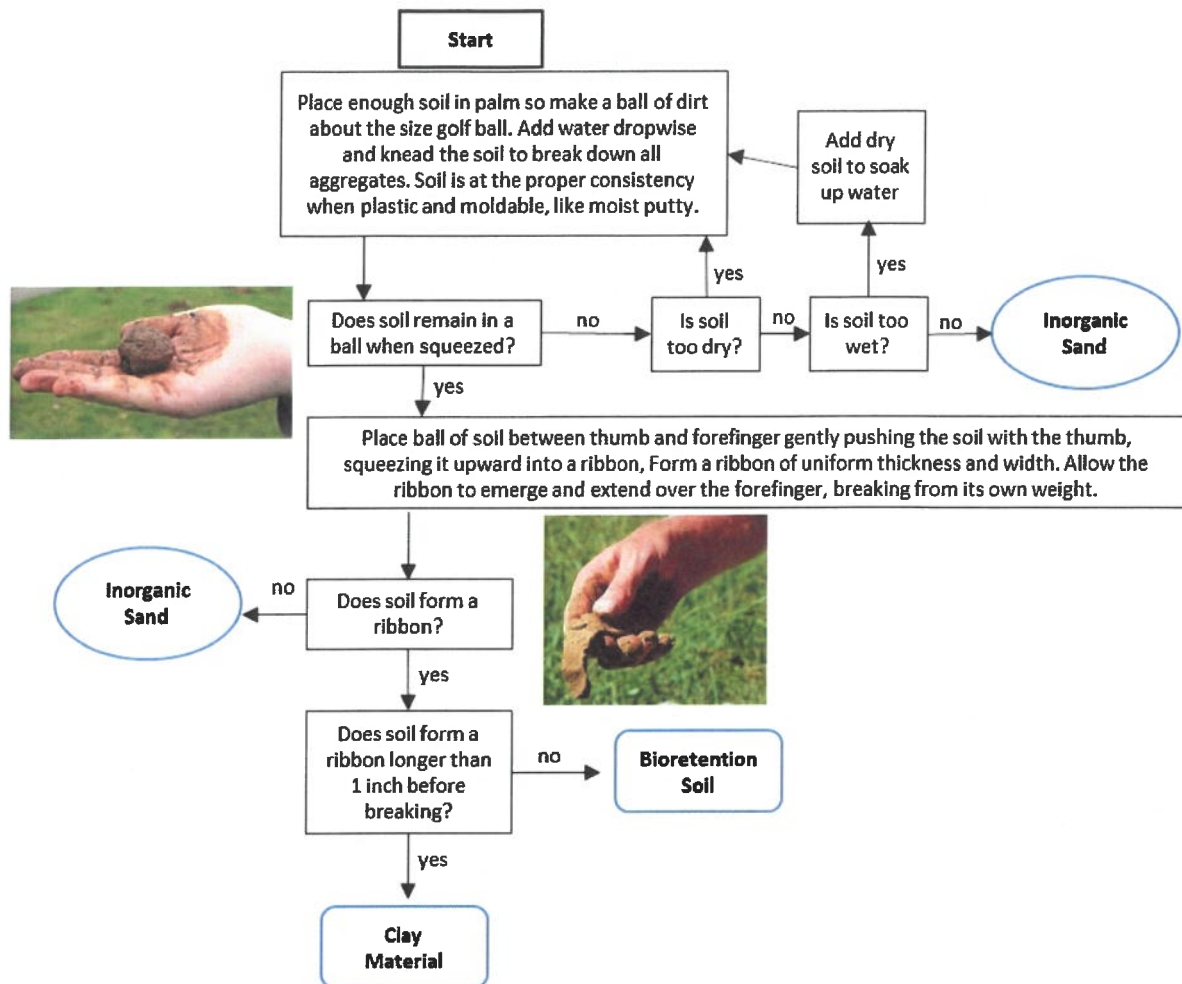 Start
Place enough soil in palm so make a ball of dirt
about the size golf ball. Add water dropwise
and knead the soil to break down all
aggregates. Soil is at the proper consistency
when plastic and moldable, like moist putty.
Add dry
soil to soak
up water
yes
yes
Does soil remain in a
ball when squeezed?
no
Is soil
too dry?
no
Is soil too
wet?
no
Inorganic
Sand
yes
Place ball of soil between thumb and forefinger gently pushing the soil with the thumb,
squeezing it upward into a ribbon, Form a ribbon of uniform thickness and width. Allow the
ribbon to emerge and extend over the forefinger, breaking from its own weight.
Inorganic
Sand
no
Does soil form a
ribbon?
yes
Does soil form a
ribbon longer than
1 inch before
breaking?
no
Bioretention
Soil
yes
Clay
Material